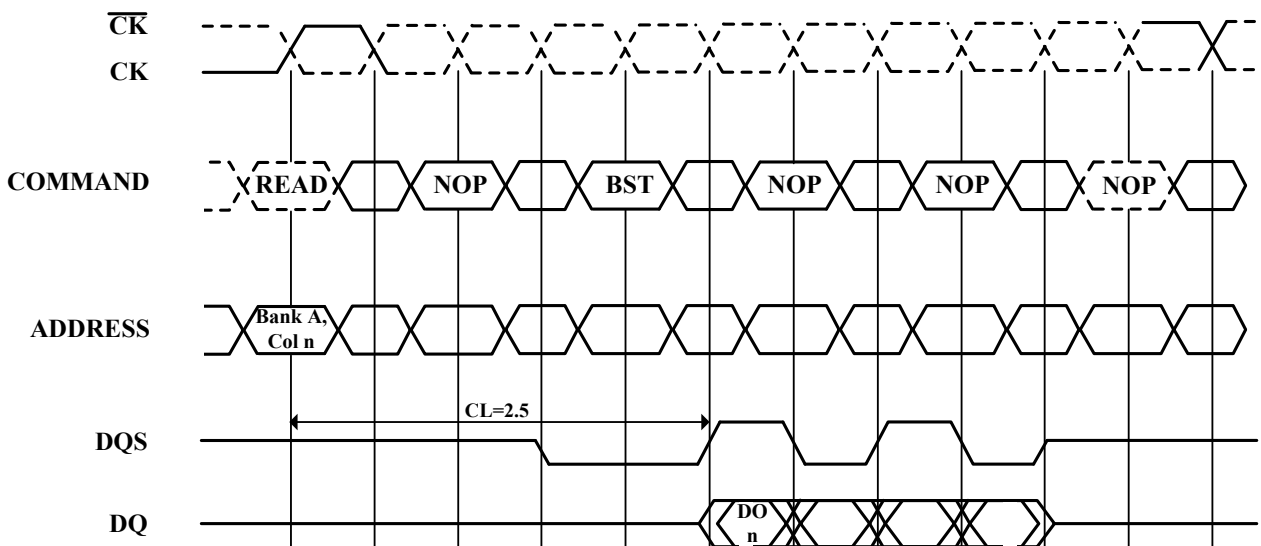 CK
CK
COMMAND
READ NOP BST NOP NOP NOP
ADDRESS
Bank A,
Col n
CL=2.5
DQS
DQ
DO
n